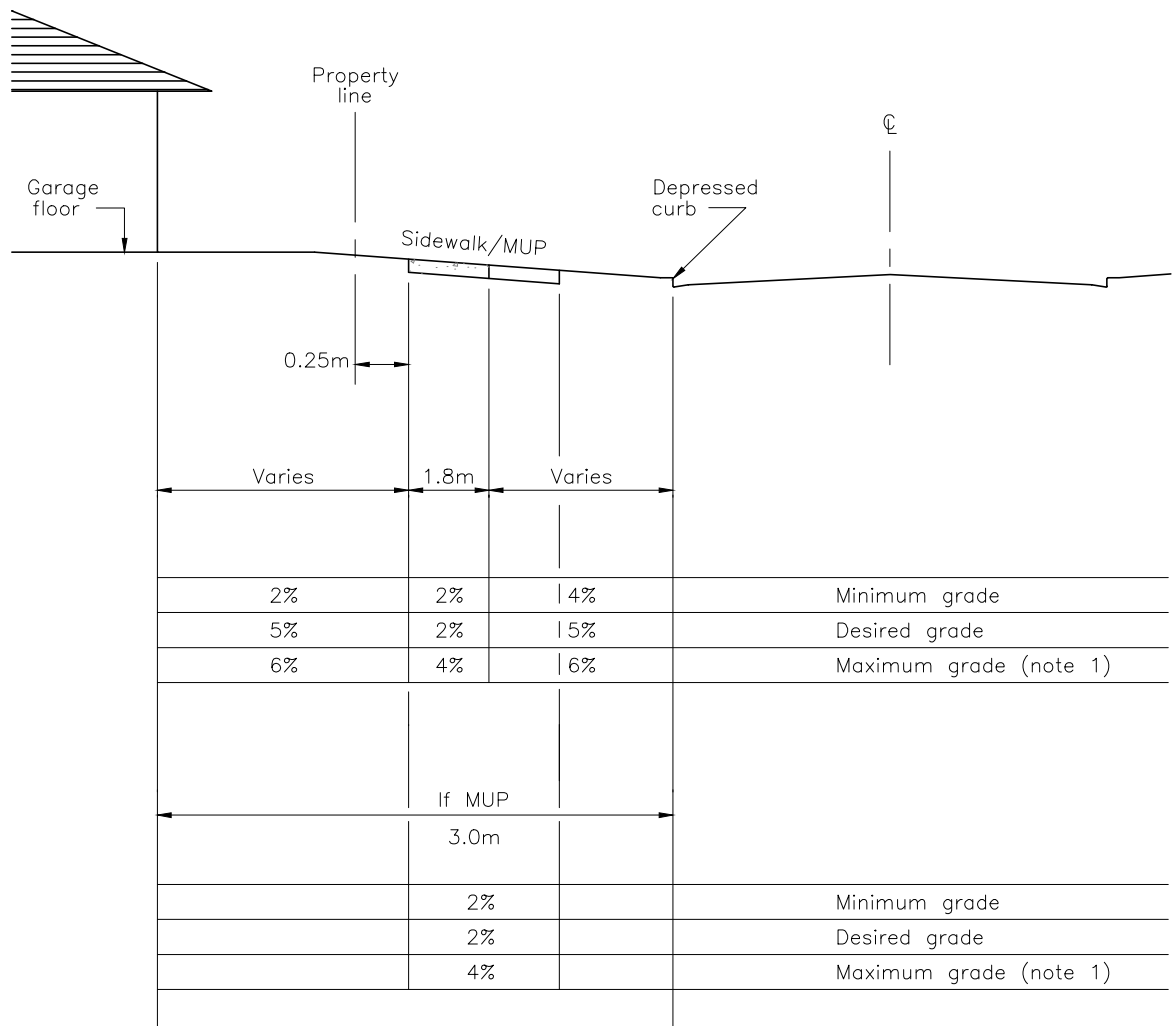 Property
line
℄
Garage
floor
Depressed
curb
Sidewalk/MUP
0.25m
Varies 1.8m Varies
2% 2% 4% Minimum grade
5% 2% 5% Desired grade
6% 4% 6% Maximum grade (note 1)
If MUP
3.0m
2% Minimum grade
2% Desired grade
4% Maximum grade (note 1)